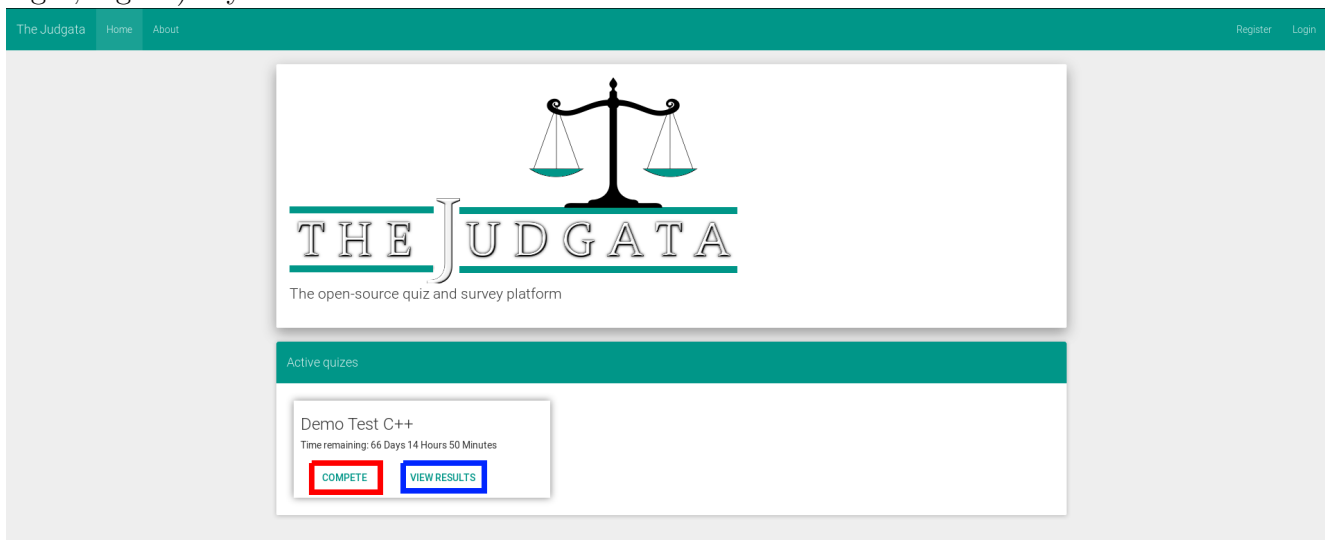 The Judgata Home About Register Login
THE JUDGATA
The open-source quiz and survey platform
Active quizes
Demo Test C++
Time remaining: 66 Days 14 Hours 50 Minutes
COMPETE VIEW RESULTS